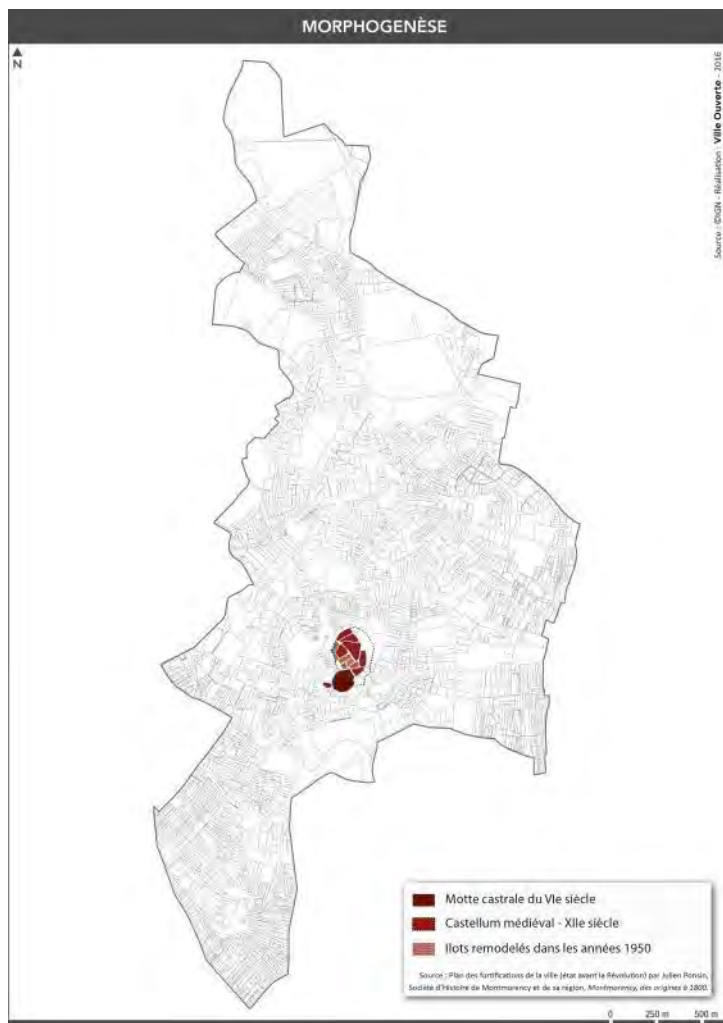 MORPHOGENÈSE
N
Source : ©IGN - Réalisation : Ville Ouverte - 2016
Motte castrale du VIe siècle
Castellum médiéval - XIIe siècle
Ilots remodelés dans les années 1950
Source : Plan des fortifications de la ville (état avant la Révolution) par Julien Ponsin,
Société d'Histoire de Montmorency et de sa région, Montmorency, des origines à 1800.
0 250 m 500 m